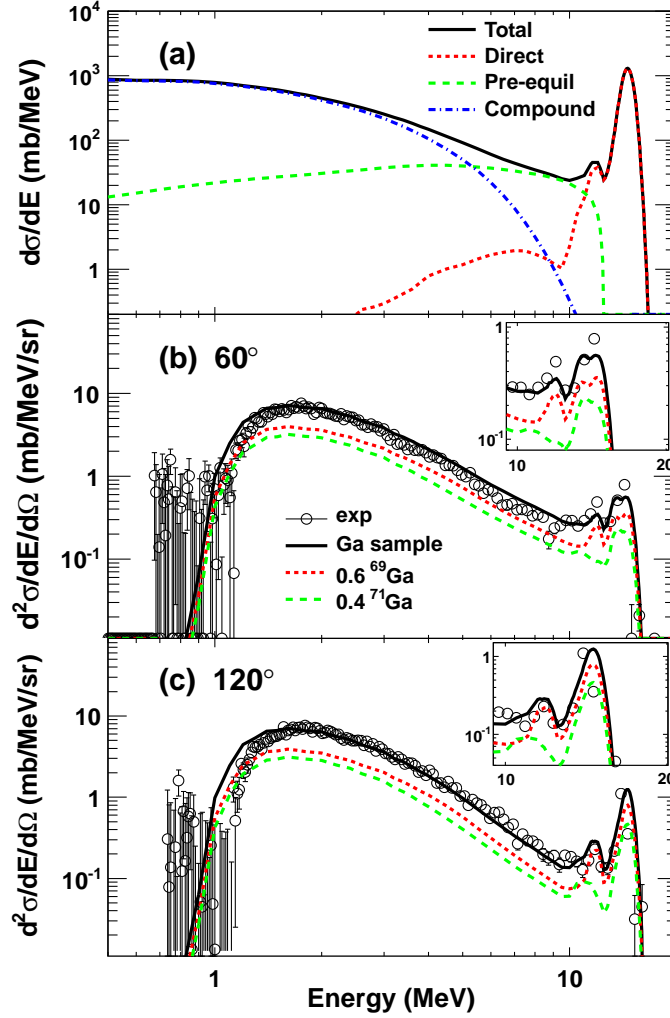 (a)
Total
Direct
Pre-equil
Compound
10⁴
10³
10²
10
1
dσ/dE (mb/MeV)
(b) 60°
10
1
10⁻¹
d²σ/dE/dΩ (mb/MeV/sr)
1
10⁻¹
10
20
exp
Ga sample
0.6 ⁶⁹Ga
0.4 ⁷¹Ga
(c) 120°
10
1
10⁻¹
d²σ/dE/dΩ (mb/MeV/sr)
1
10⁻¹
10
20
1
10
Energy (MeV)